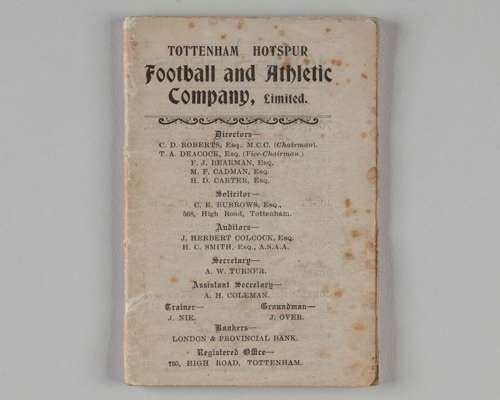 TOTTENHAM HOTSPUR
Football and Athletic
Company, Limited.
Directors—
C. D. ROBERTS, Esq., M.C.C. (Chairman).
T. A. DEACOCK, Esq. (Vice-Chairman.)
F. J. BEARMAN, Esq.
M. F. CADMAN, Esq.
H. D. CARTER, Esq.
Solicitor—
C. E. BURROWS, Esq.,
568, High Road, Tottenham.
Auditors—
J. HERBERT COLCOCK, Esq.
H. C. SMITH, Esq., A.S.A.A.
Secretary—
A. W. TURNER.
Assistant Secretary—
A. H. COLEMAN.
Trainer— Groundman—
J. NIE. J. OVER.
Bankers—
LONDON & PROVINCIAL BANK.
Registered Office—
750, HIGH ROAD, TOTTENHAM.